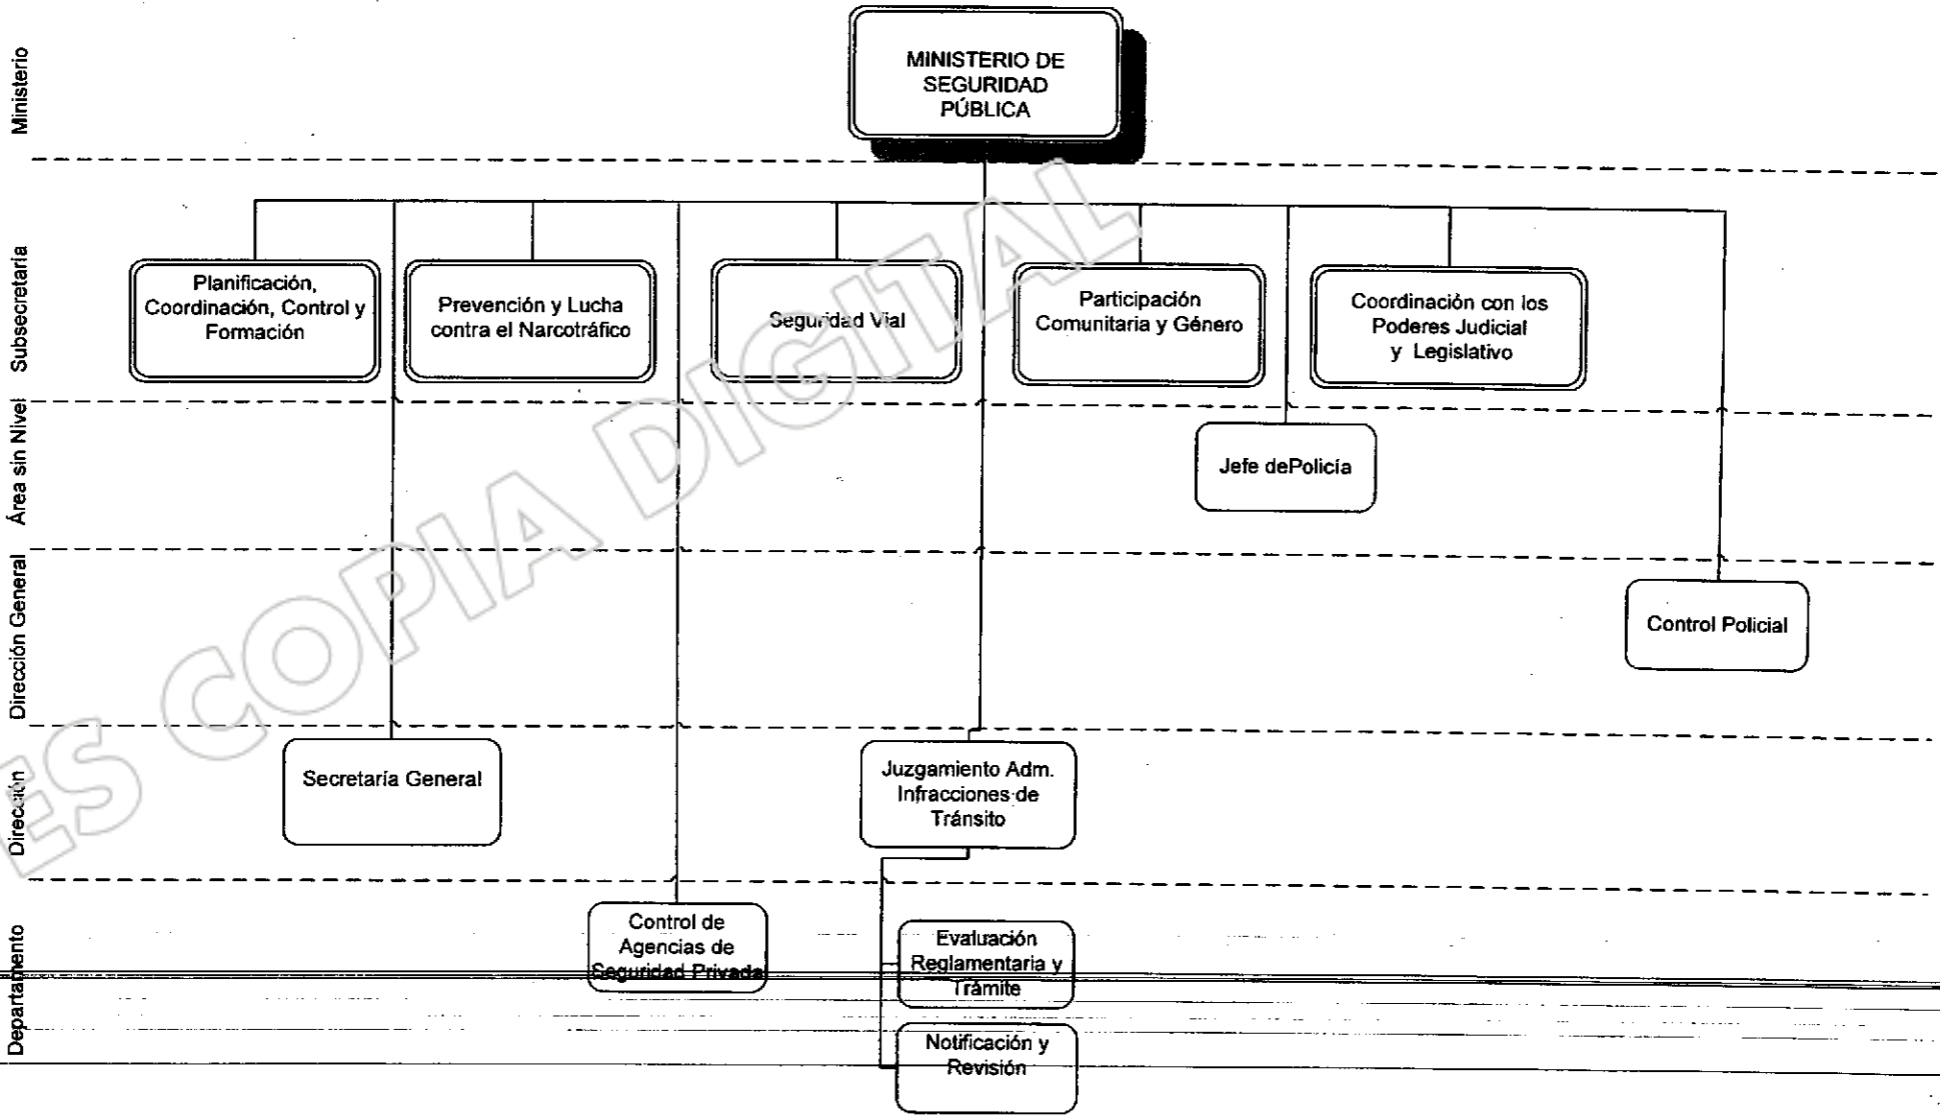 Ministerio
MINISTERIO DE
SEGURIDAD
PÚBLICA
Subsecretaría
Planificación,
Coordinación, Control y
Formación
Prevención y Lucha
contra el Narcotráfico
Seguridad Vial
Participación
Comunitaria y Género
Coordinación con los
Poderes Judicial
y Legislativo
Área sin Nivel
Jefe dePolicía
Dirección General
Control Policial
Dirección
Secretaría General
Juzgamiento Adm.
Infracciones de
Tránsito
Departamento
Control de
Agencias de
Seguridad Privada
Evaluación
Reglamentaria y
Trámite
Notificación y
Revisión
ES COPIA DIGITAL